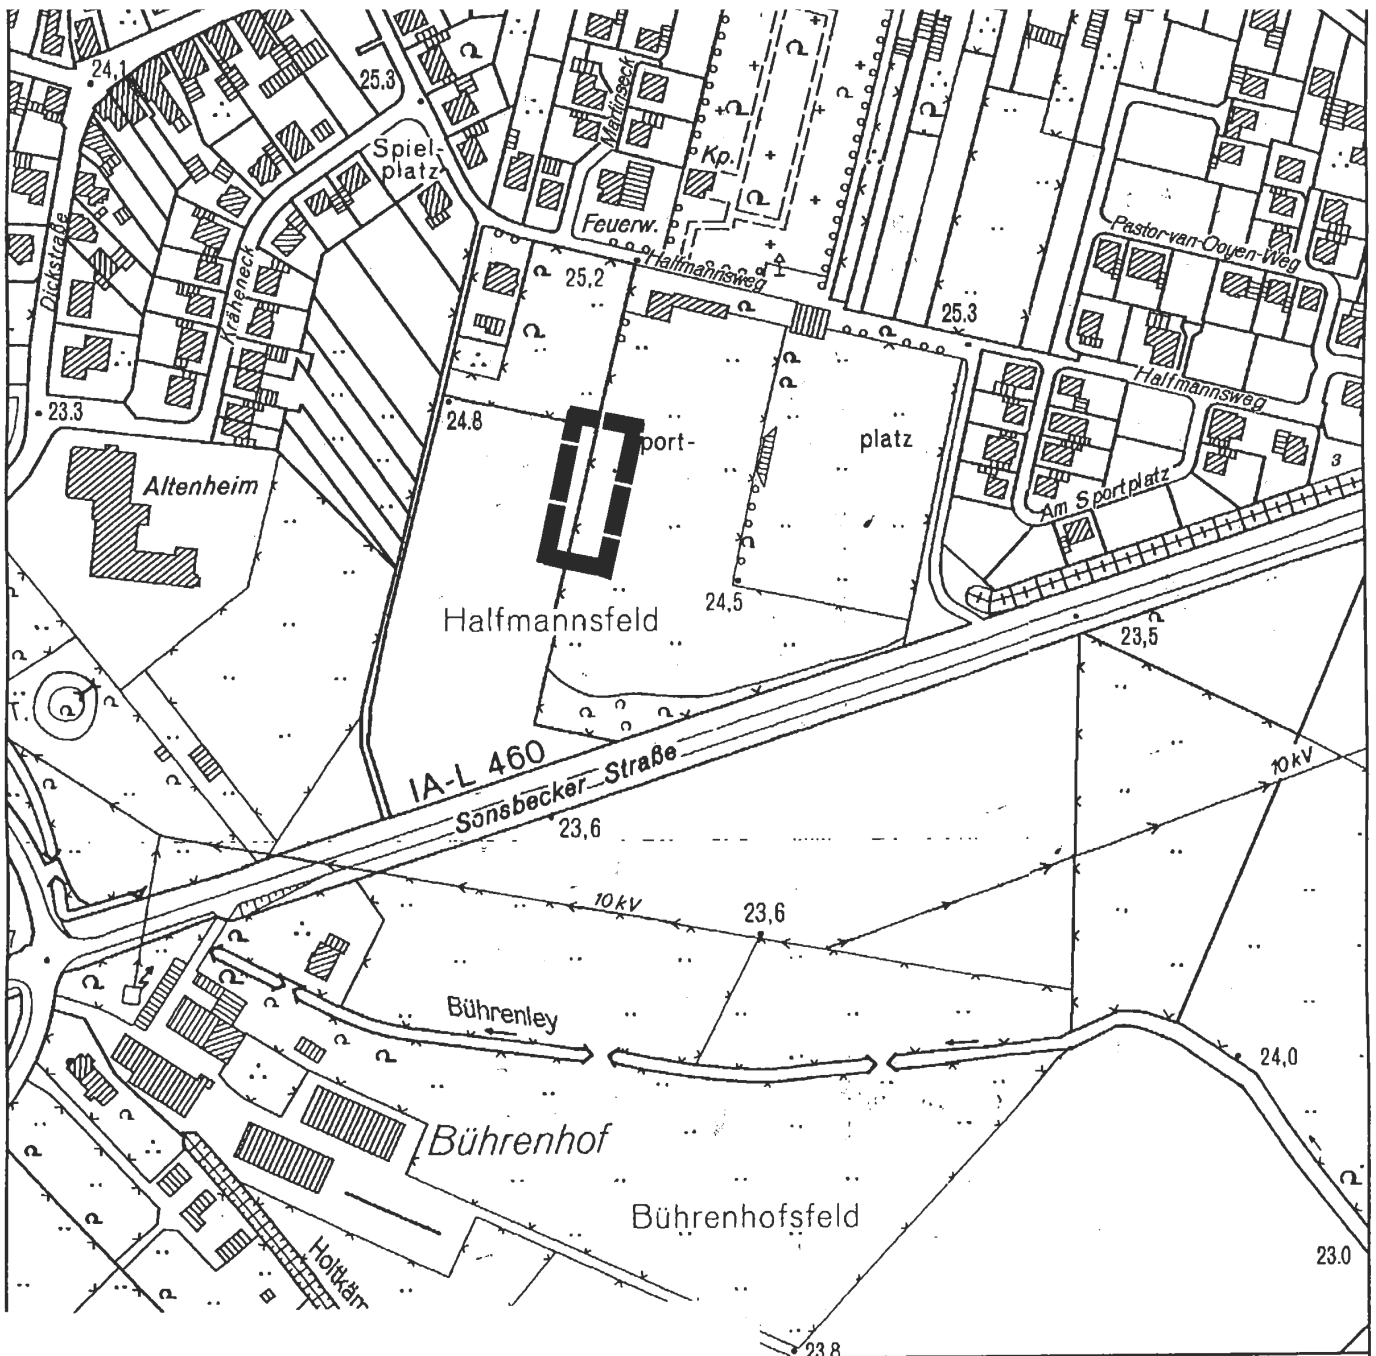 24,1
25.3
Spiel-
platz
Martinseck
Kp.
Feuerw.
Dickstraße
Kräheneck
25,2
Halfmannsweg
Pastor-van-Ooyen-Weg
25.3
Halfmannsweg
23.3
24.8
port-
platz
Altenheim
3
Am Sportplatz
24,5
Halfmannsfeld
23,5
T.
IA-L 460
Sonsbecker Straße
10 kV
23,6
10 kV
23,6
Bührenley
24,0
Bührenhof
Bührenhofsfeld
23.0
Holtkäm
23,8